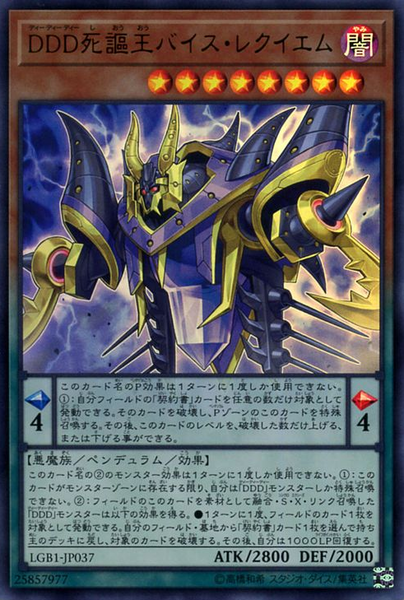 ディーディーディー し おうおう
DDD死謳王バイス・レクイエム
やみ
闇
4
このカード名のP効果は1ターンに1度しか使用できない。
①:自分フィールドの「契約書」カードを任意の数だけ対象として
発動できる。そのカードを破壊し、Pゾーンのこのカードを特殊
召喚する。その後、このカードのレベルを、破壊した数だけ上げる、
または下げる事ができる。
4
【悪魔族/ペンデュラム/効果】
このカード名の②のモンスター効果は1ターンに1度しか使用できない。①:この
カードがモンスターゾーンに存在する限り、自分は「DDD」モンスターしか特殊召喚
できない。②:フィールドのこのカードを素材として融合・S・X・リンク召喚した
「DDD」モンスターは以下の効果を得る。●1ターンに1度、フィールドのカード1枚を
対象として発動できる。自分のフィールド・墓地から「契約書」カード1枚を選んで持ち
主のデッキに戻し、対象のカードを破壊する。その後、自分は1000LP回復する。
LGB1-JP037
ATK/2800 DEF/2000
25857977
©高橋和希 スタジオ・ダイス/集英社